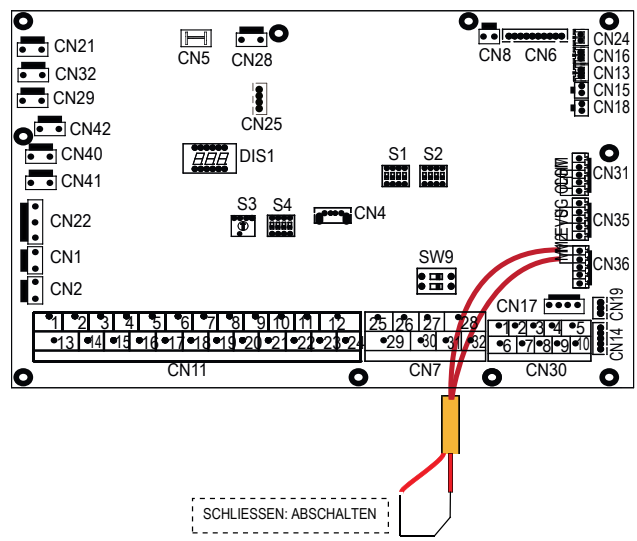 CN21
CN32
CN29
CN42
CN40
CN41
CN22
CN1
CN2
CN5
CN28
CN25
DIS1
S1 S2
S3 S4
CN4
SW9
CN8 CN6
CN24
CN16
CN13
CN15
CN18
CN31
CN35
CN36
CN17
CN19
CN14
1 2 3 4 5 6 7 8 9 10 11 12
13 14 15 16 17 18 19 20 21 22 23 24
CN11
25 26 27 28
29 30 31 32
CN7
1 2 3 4 5
6 7 8 9 10
CN30
SCHLIESSEN: ABSCHALTEN